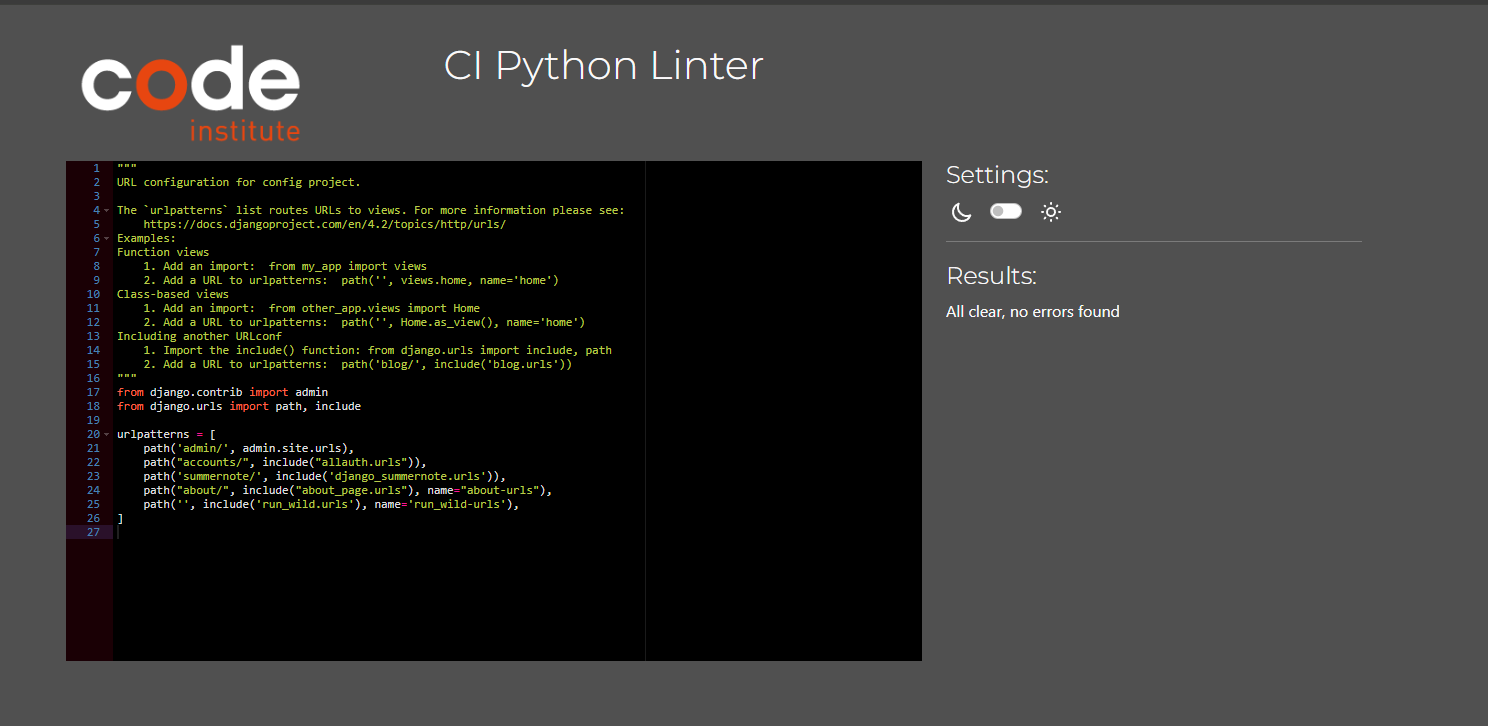 code
institute
CI Python Linter
1 """
2 URL configuration for config project.
3
4 The `urlpatterns` list routes URLs to views. For more information please see:
5     https://docs.djangoproject.com/en/4.2/topics/http/urls/
6 Examples:
7 Function views
8     1. Add an import:  from my_app import views
9     2. Add a URL to urlpatterns:  path('', views.home, name='home')
10 Class-based views
11     1. Add an import:  from other_app.views import Home
12     2. Add a URL to urlpatterns:  path('', Home.as_view(), name='home')
13 Including another URLconf
14     1. Import the include() function: from django.urls import include, path
15     2. Add a URL to urlpatterns:  path('blog/', include('blog.urls'))
16 """
17 from django.contrib import admin
18 from django.urls import path, include
19
20 urlpatterns = [
21     path('admin/', admin.site.urls),
22     path("accounts/", include("allauth.urls")),
23     path('summernote/', include('django_summernote.urls')),
24     path("about/", include("about_page.urls"), name="about-urls"),
25     path('', include('run_wild.urls'), name='run_wild-urls'),
26 ]
27
Settings:
Results:
All clear, no errors found